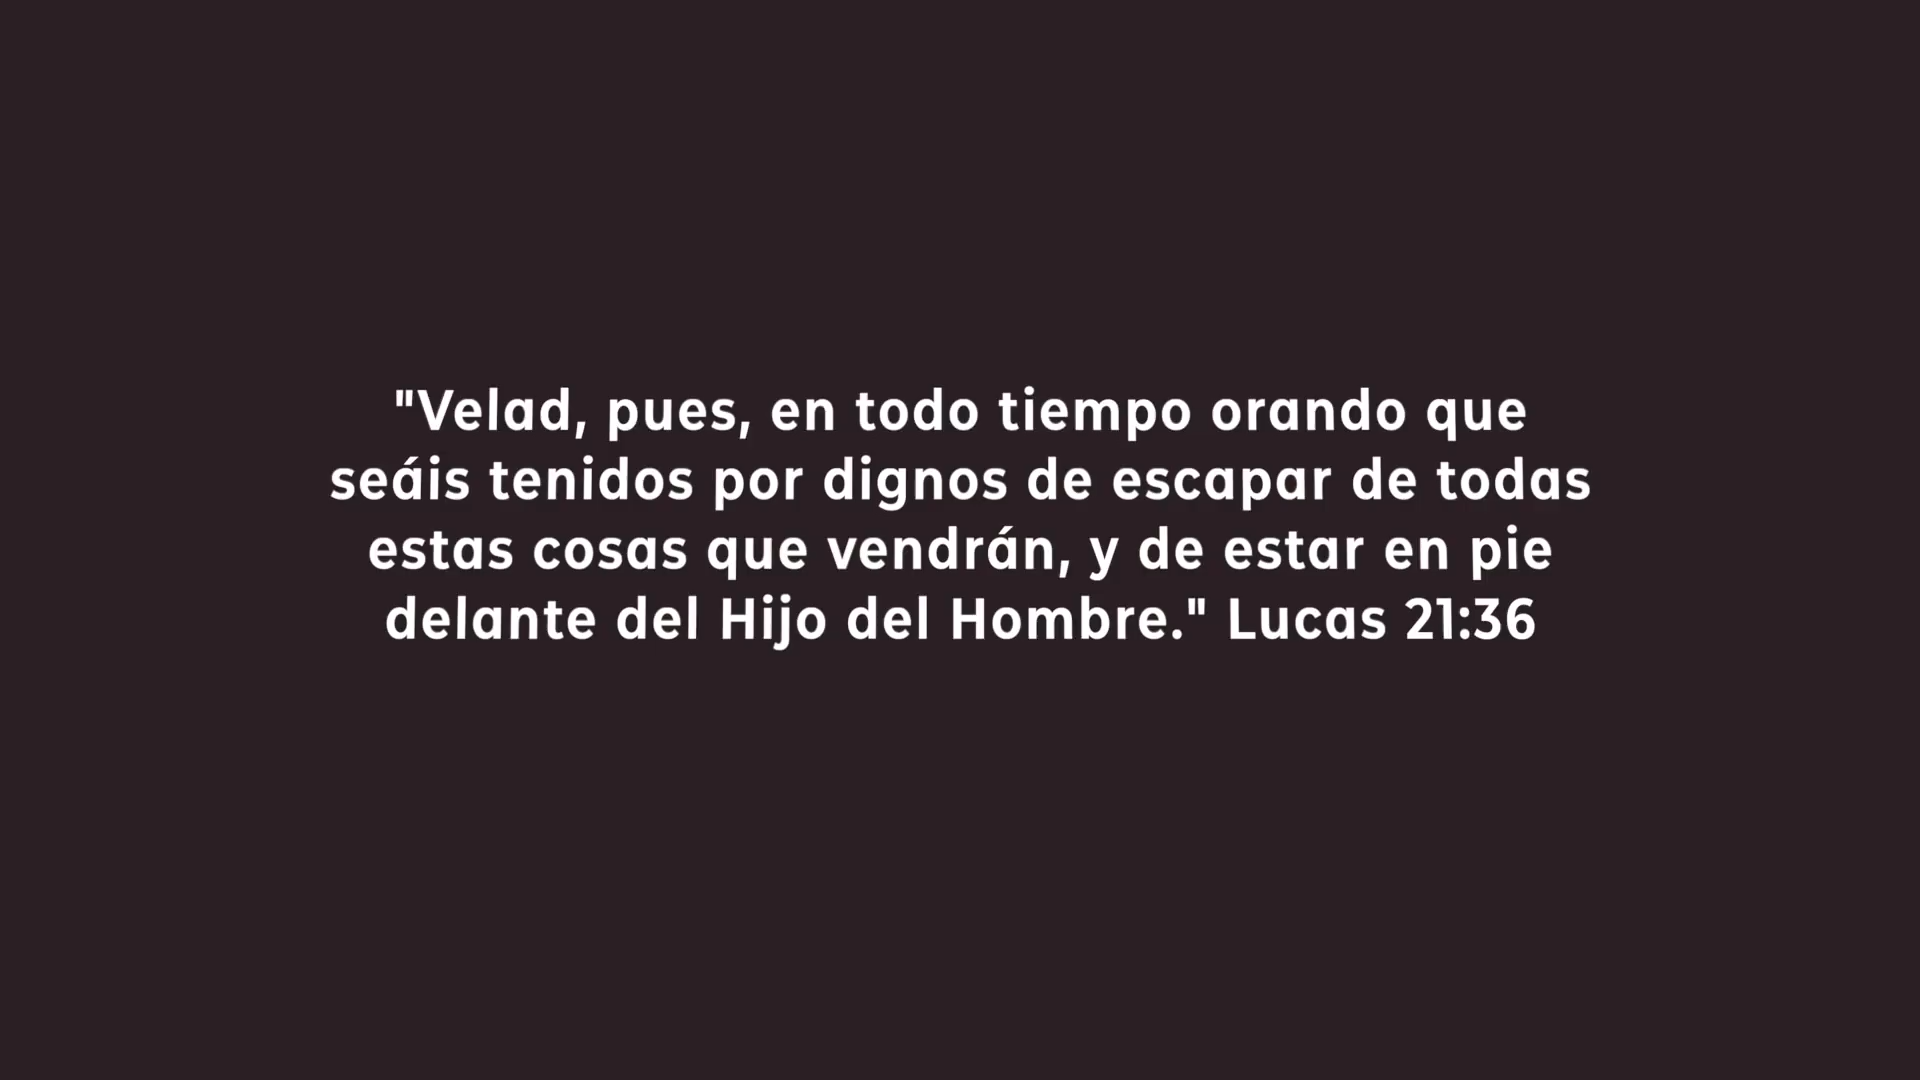 "Velad, pues, en todo tiempo orando que
seáis tenidos por dignos de escapar de todas
estas cosas que vendrán, y de estar en pie
delante del Hijo del Hombre." Lucas 21:36